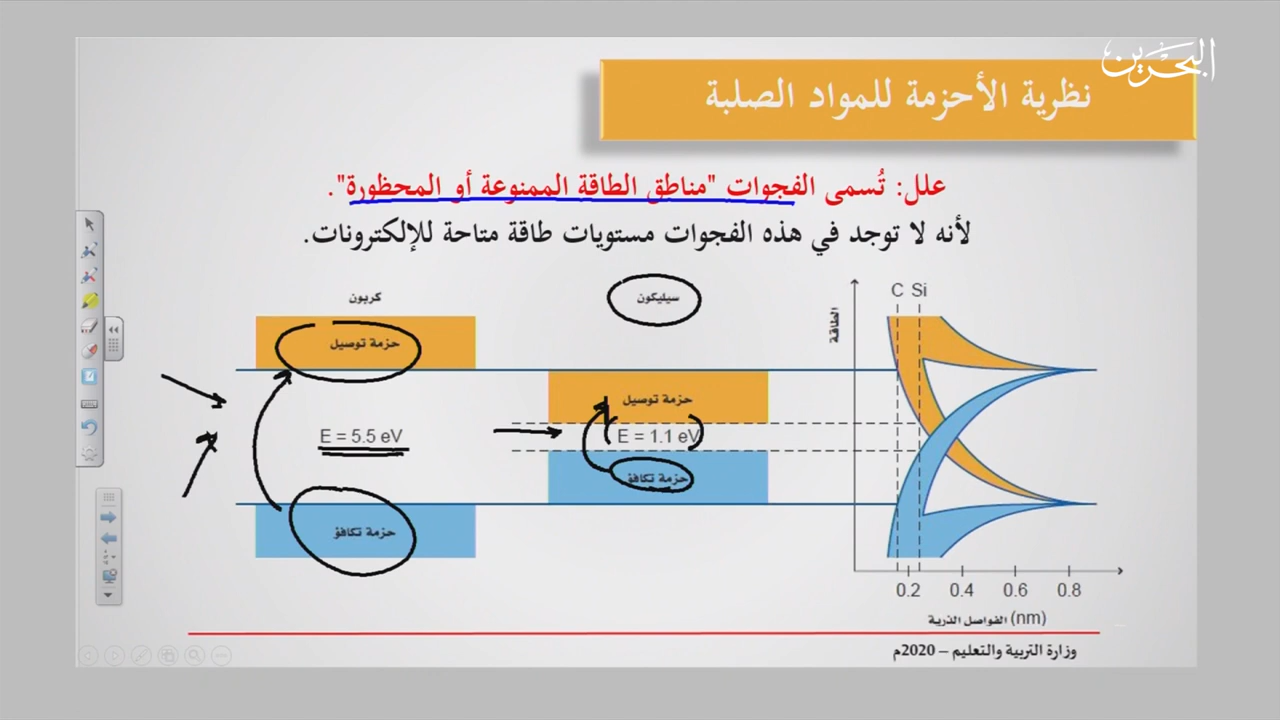 البحرين
نظرية الأحزمة للمواد الصلبة
علل: تُسمى الفجوات "مناطق الطاقة الممنوعة أو المحظورة".
لأنه لا توجد في هذه الفجوات مستويات طاقة متاحة للإلكترونات.
C Si
الطاقة
سيليكون
كربون
حزمة توصيل
حزمة توصيل
E = 1.1 eV
E = 5.5 eV
حزمة تكافؤ
حزمة تكافؤ
0.2 0.4 0.6 0.8
الفواصل الذرية (nm)
وزارة التربية والتعليم – 2020م